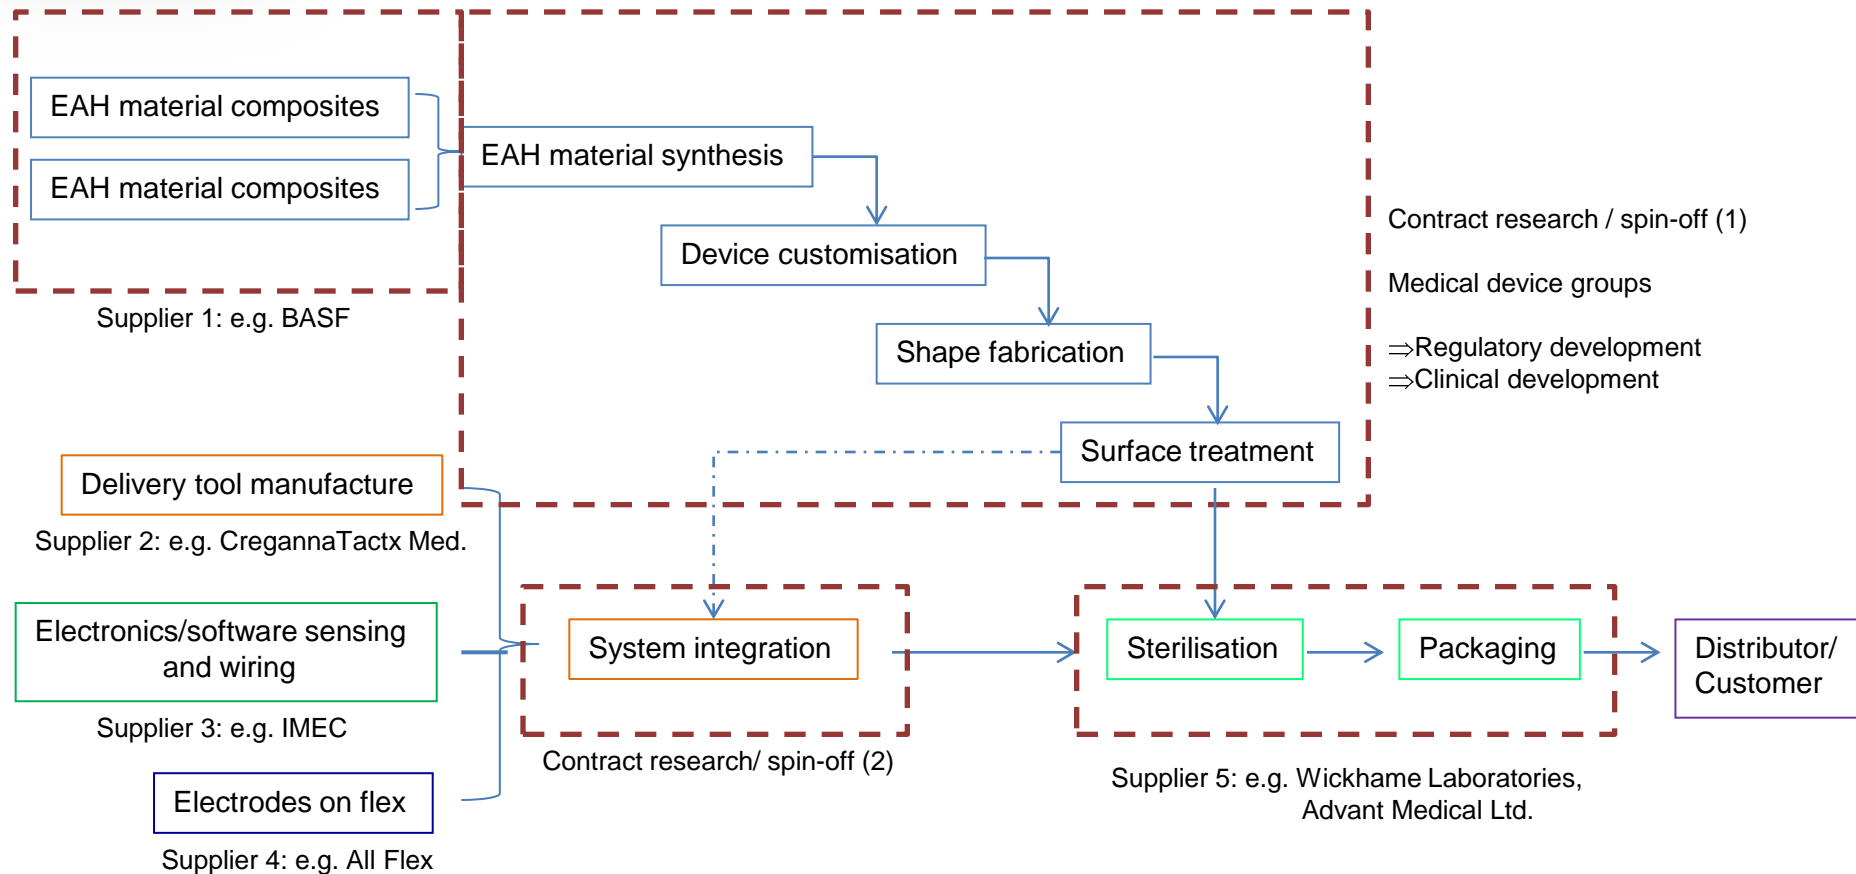 EAH material composites
EAH material composites
EAH material synthesis
Device customisation
Shape fabrication
Surface treatment
Supplier 1: e.g. BASF
Contract research / spin-off (1)
Medical device groups
⇒Regulatory development
⇒Clinical development
Delivery tool manufacture
Supplier 2: e.g. CregannaTactx Med.
Electronics/software sensing
and wiring
Supplier 3: e.g. IMEC
Electrodes on flex
Supplier 4: e.g. All Flex
System integration
Contract research/ spin-off (2)
Sterilisation
Packaging
Supplier 5: e.g. Wickhame Laboratories,
Advant Medical Ltd.
Distributor/
Customer